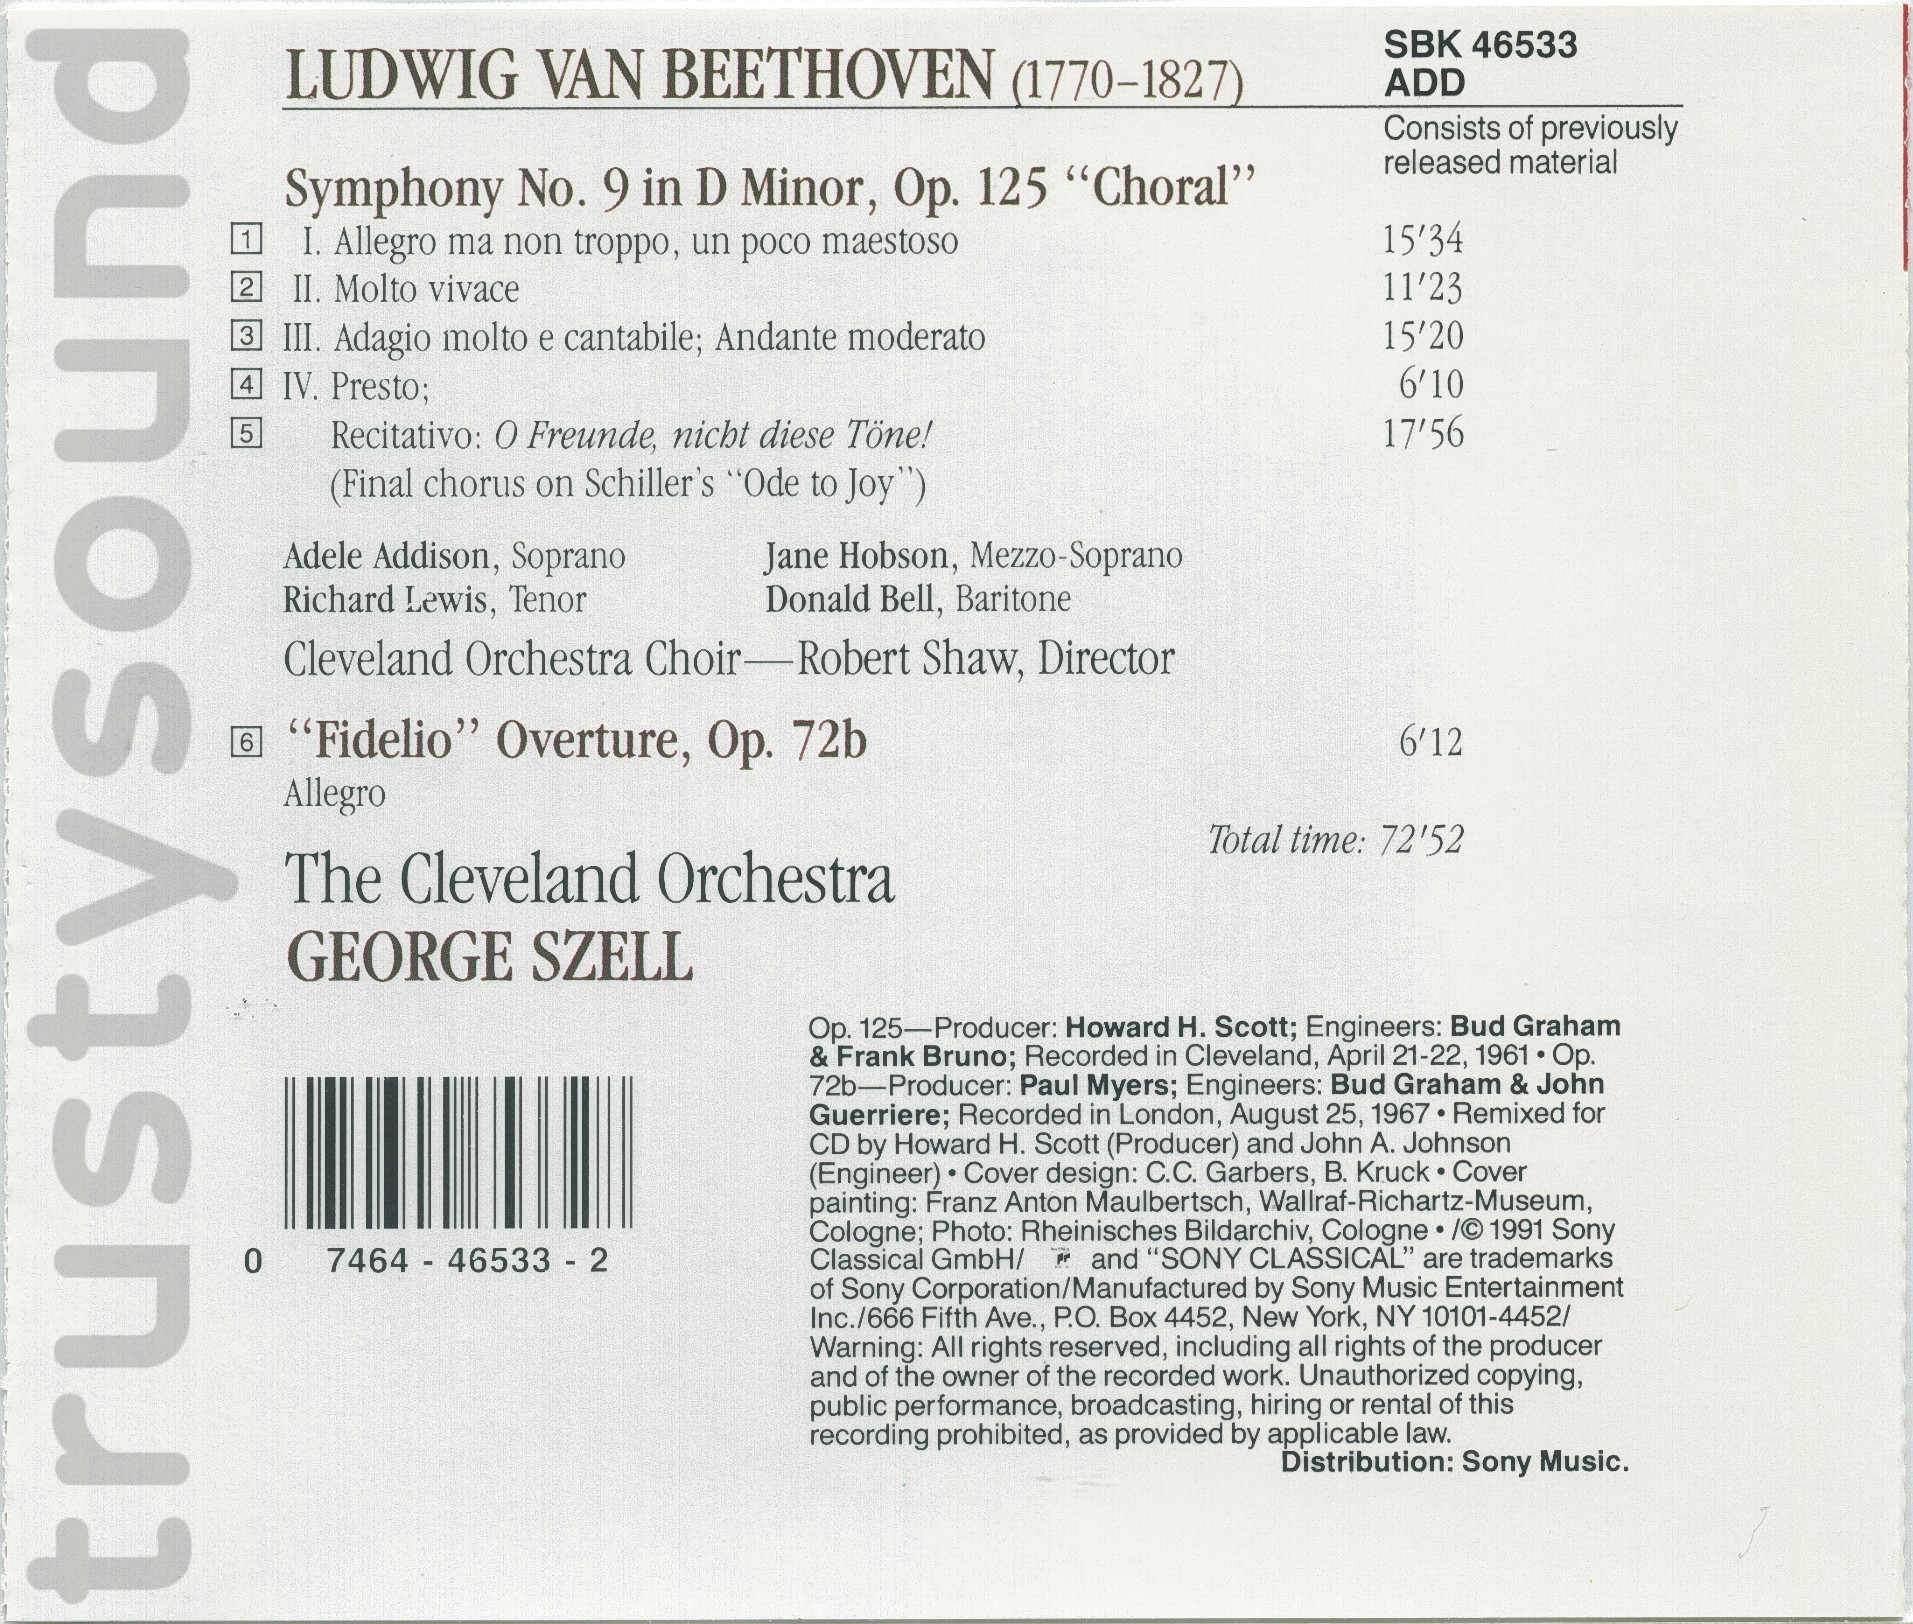 trustysound
LUDWIG VAN BEETHOVEN (1770–1827)
SBK 46533
ADD
Consists of previously
released material
Symphony No. 9 in D Minor, Op. 125 “Choral”
1 I. Allegro ma non troppo, un poco maestoso 15'34
2 II. Molto vivace 11'23
3 III. Adagio molto e cantabile; Andante moderato 15'20
4 IV. Presto; 6'10
5 Recitativo: O Freunde, nicht diese Töne! 17'56
(Final chorus on Schiller's “Ode to Joy”)
Adele Addison, Soprano Jane Hobson, Mezzo-Soprano
Richard Lewis, Tenor Donald Bell, Baritone
Cleveland Orchestra Choir—Robert Shaw, Director
6 “Fidelio” Overture, Op. 72b 6'12
Allegro
Total time: 72'52
The Cleveland Orchestra
GEORGE SZELL
Op. 125—Producer: Howard H. Scott; Engineers: Bud Graham
& Frank Bruno; Recorded in Cleveland, April 21-22, 1961 • Op.
72b—Producer: Paul Myers; Engineers: Bud Graham & John
Guerriere; Recorded in London, August 25, 1967 • Remixed for
CD by Howard H. Scott (Producer) and John A. Johnson
(Engineer) • Cover design: C.C. Garbers, B. Kruck • Cover
painting: Franz Anton Maulbertsch, Wallraf-Richartz-Museum,
Cologne; Photo: Rheinisches Bildarchiv, Cologne • /© 1991 Sony
Classical GmbH/ and “SONY CLASSICAL” are trademarks
of Sony Corporation/Manufactured by Sony Music Entertainment
Inc./666 Fifth Ave., P.O. Box 4452, New York, NY 10101-4452/
Warning: All rights reserved, including all rights of the producer
and of the owner of the recorded work. Unauthorized copying,
public performance, broadcasting, hiring or rental of this
recording prohibited, as provided by applicable law.
Distribution: Sony Music.
0 7464 - 46533 - 2